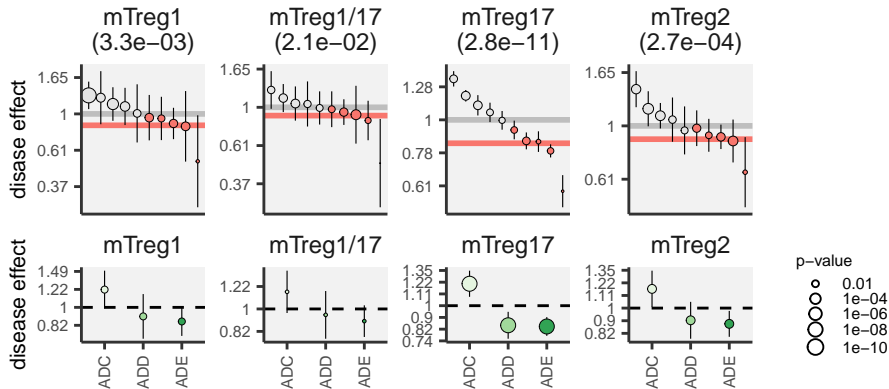 mTreg1
(3.3e−03)
mTreg1/17
(2.1e−02)
mTreg17
(2.8e−11)
mTreg2
(2.7e−04)
disease effect
1.65
1
0.61
0.37
1.65
1
0.61
0.37
1.28
1
0.78
0.61
1.65
1
0.61
mTreg1
mTreg1/17
mTreg17
mTreg2
disease effect
1.49
1.22
1
0.82
1.22
1
0.82
1.35
1.22
1.11
1
0.9
0.82
0.74
1.22
1.11
1
0.9
0.82
ADC
ADD
ADE
ADC
ADD
ADE
ADC
ADD
ADE
ADC
ADD
ADE
p−value
0.01
1e−04
1e−06
1e−08
1e−10